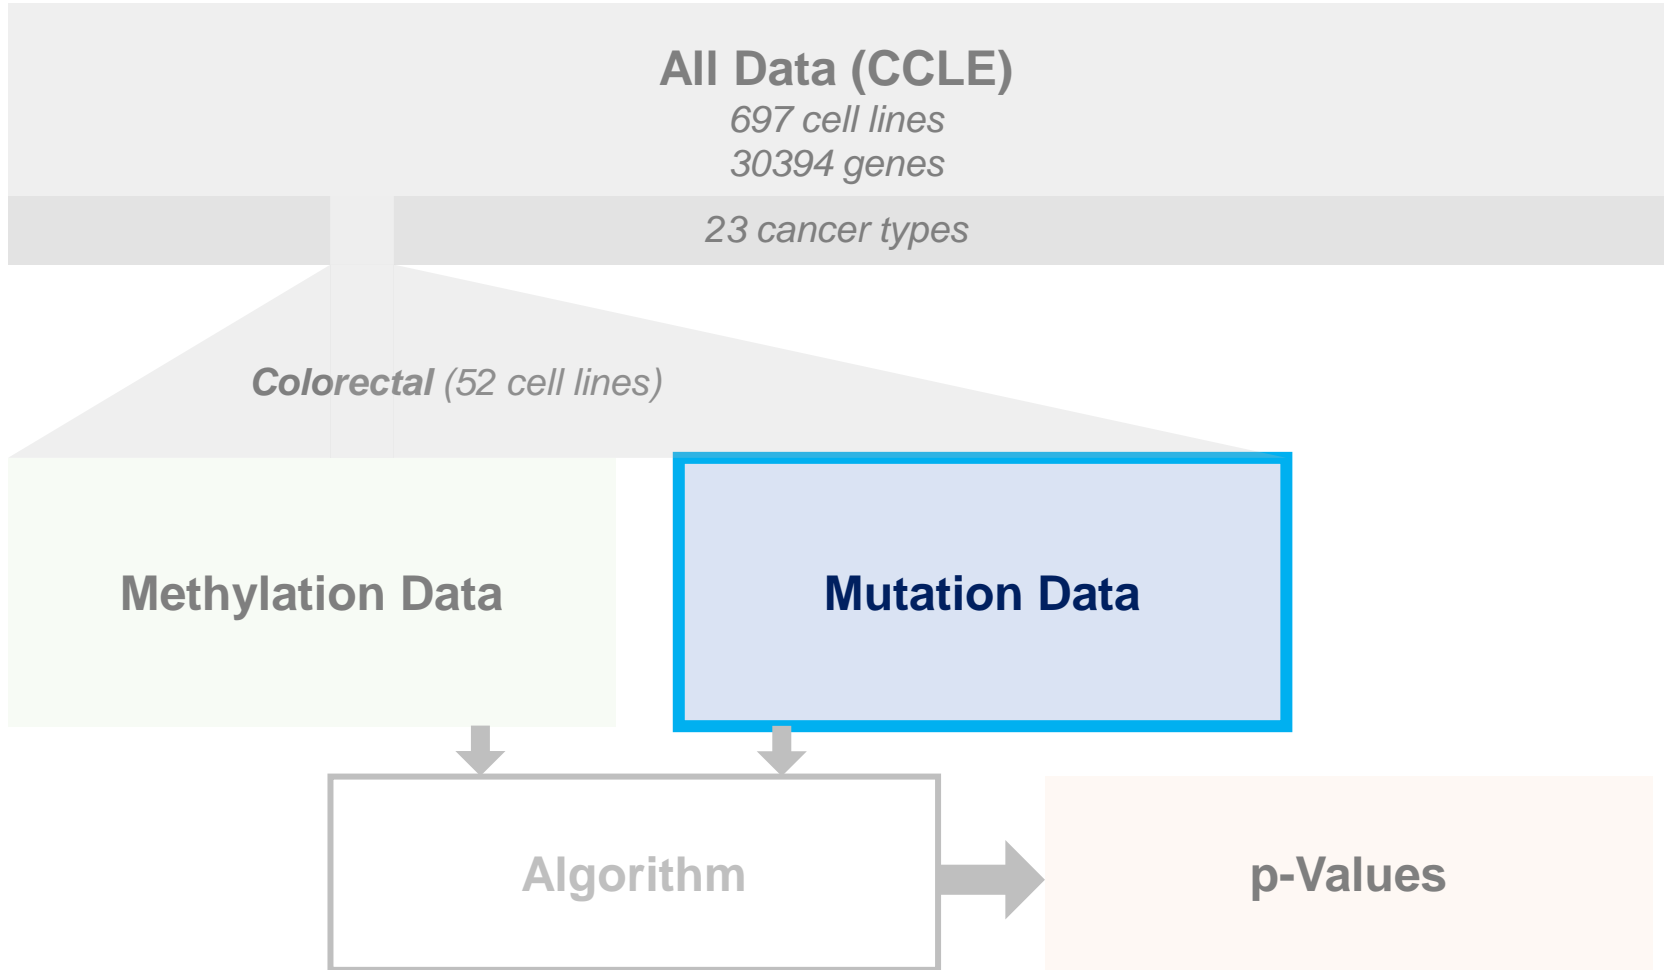 All Data (CCLE)
697 cell lines
30394 genes
23 cancer types
Colorectal (52 cell lines)
Methylation Data
Mutation Data
Algorithm
p-Values